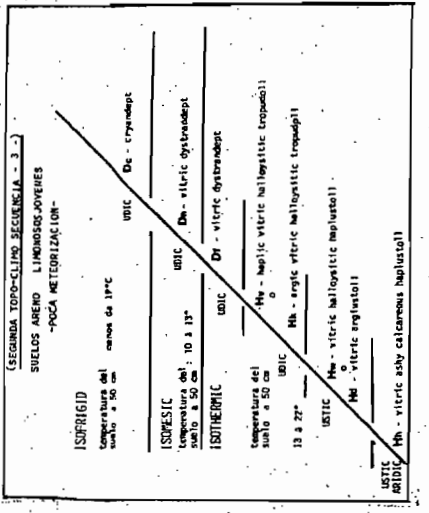 (SEGUNDA TOPO-CLIMO SECUENCIA - 3 -)
SUELOS ARENO LIMONOSOS JOVENES
-POCA METEORIZACION-
ISOFRIGID
temperatura del
suelo a 50 cm
menos de 10°C
UDIC
Dc - cryandept
ISOMESIC
temperatura del : 10 a 13°
suelo a 50 cm
UDIC
Dm - vitric dystrandept
ISOTHERMIC
UDIC
Df - vitric dystrandept
temperatura del
suelo a 50 cm
Hv - haplic vitric halloysitic tropudoll
o
UDIC
Hk - argic vitric halloysitic tropudoll
13 a 22°
USTIC
Hw - vitric halloysitic haplustoll
o
Hd - vitric argiustoll
USTIC
ARIDIC
Hh - vitric ashy calcareous haplustoll